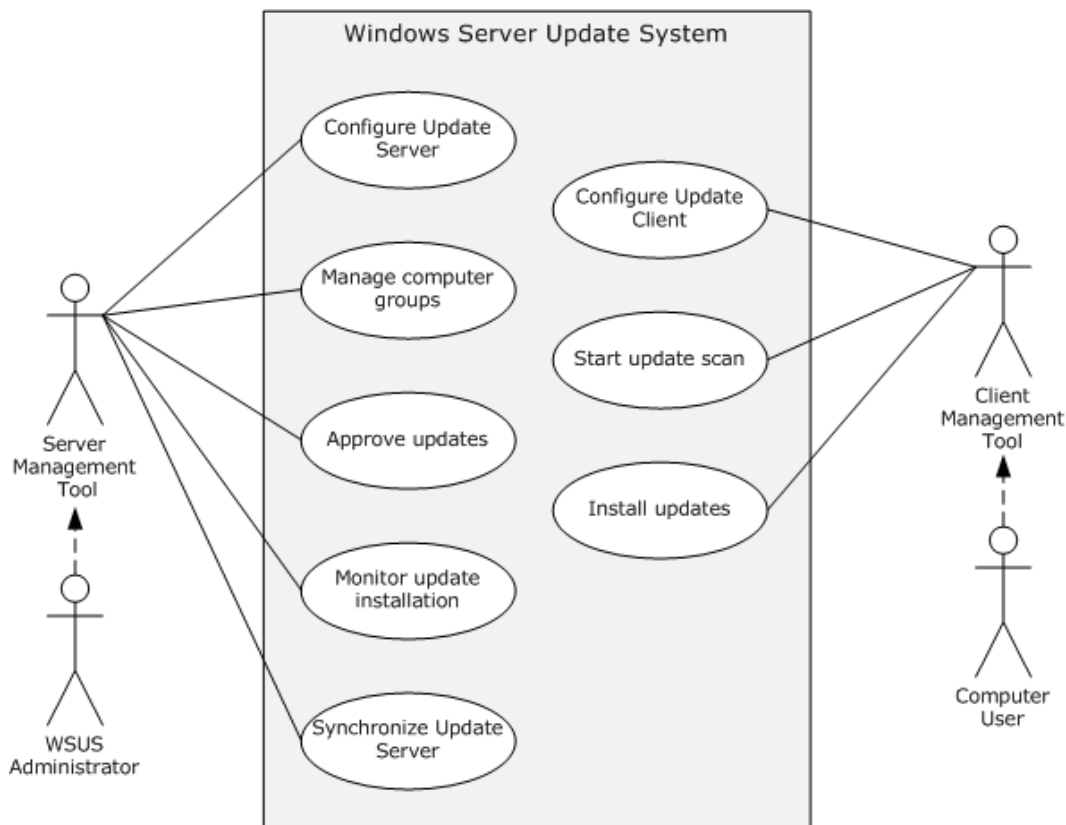 Windows Server Update System
Configure Update
Server
Manage computer
groups
Approve updates
Monitor update
installation
Synchronize Update
Server
Configure Update
Client
Start update scan
Install updates
Server
Management
Tool
WSUS
Administrator
Client
Management
Tool
Computer
User